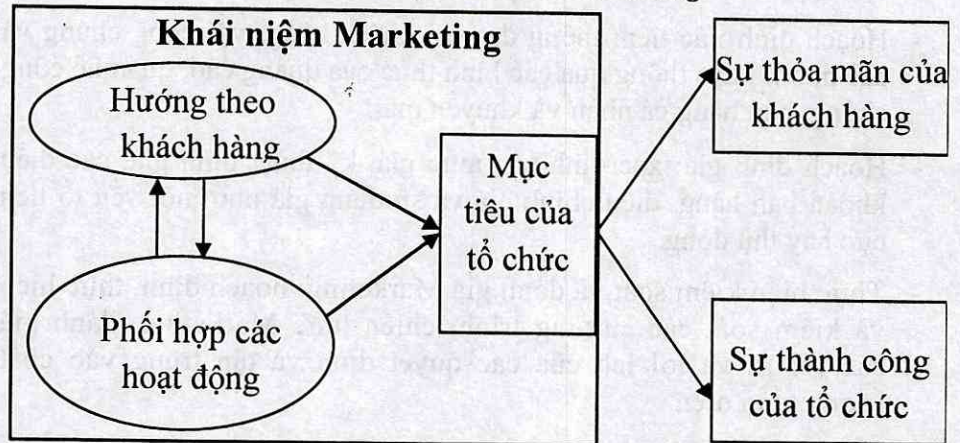 Khái niệm Marketing
Hướng theo
khách hàng
Phối hợp các
hoạt động
Mục
tiêu của
tổ chức
Sự thỏa mãn của
khách hàng
Sự thành công
của tổ chức